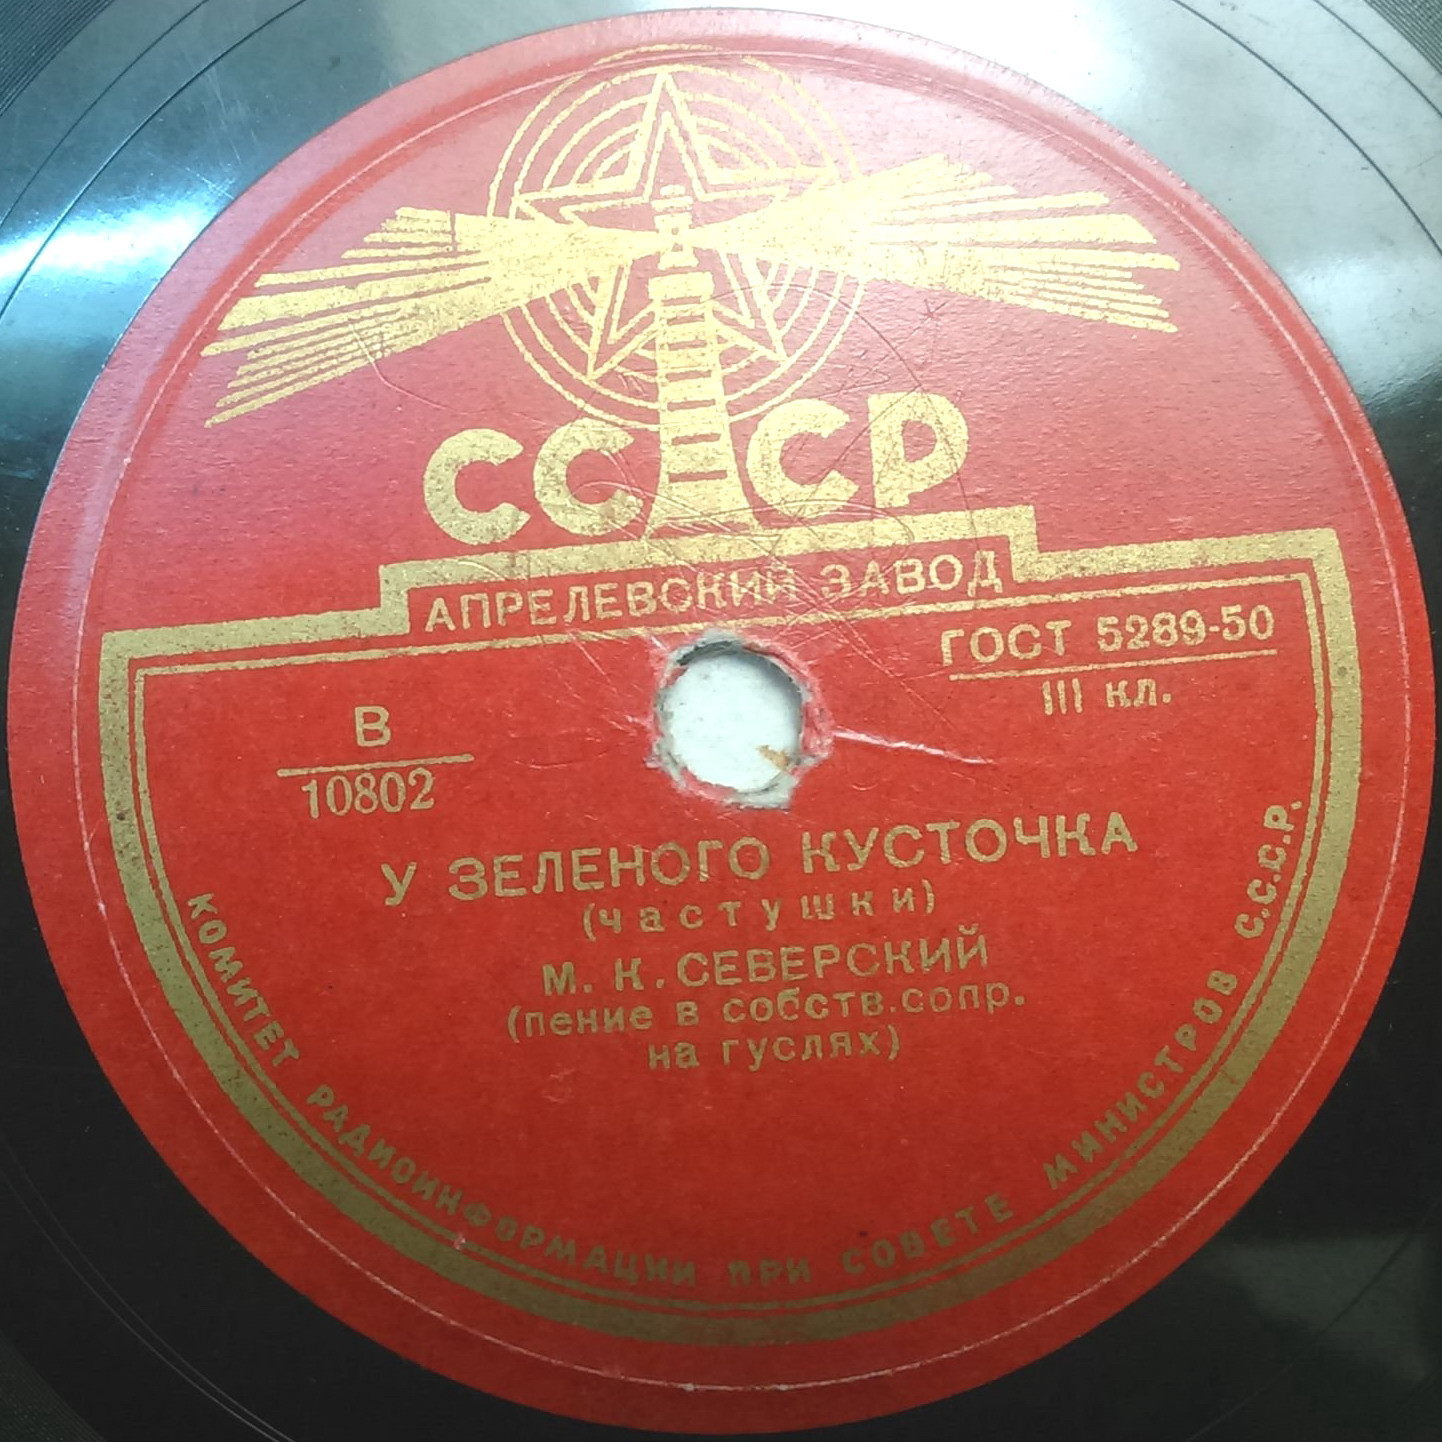 СССР
АПРЕЛЕВСКИЙ ЗАВОД
ГОСТ 5289-50
III кл.
В
10802
У ЗЕЛЕНОГО КУСТОЧКА
(частушки)
М. К. СЕВЕРСКИЙ
(пение в собств.сопр.
на гуслях)
КОМИТЕТ РАДИОИНФОРМАЦИИ ПРИ СОВЕТЕ МИНИСТРОВ С.С.С.Р.